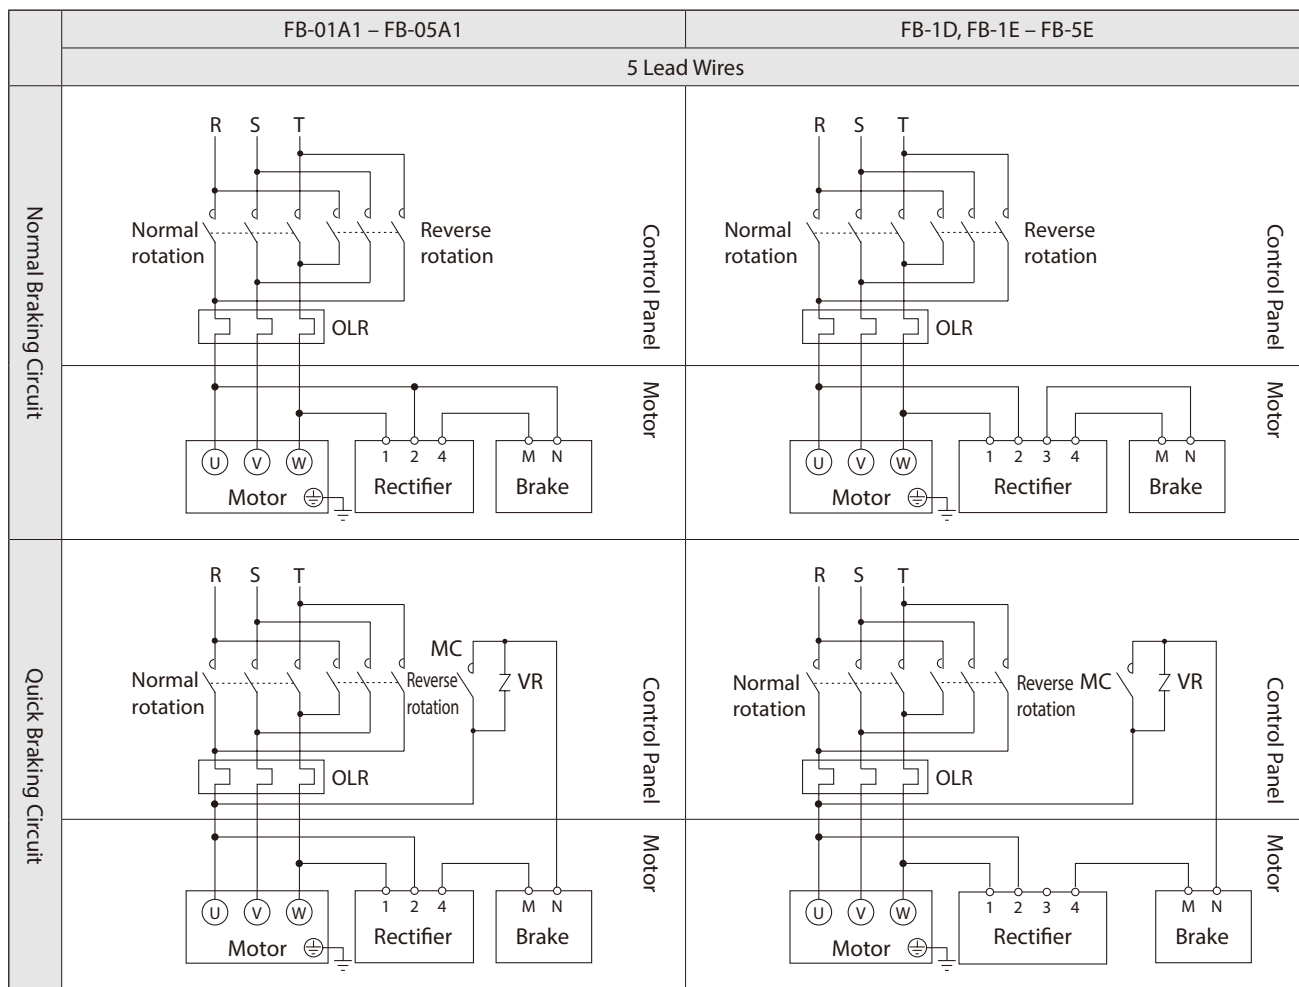 FB-01A1 – FB-05A1
FB-1D, FB-1E – FB-5E
5 Lead Wires
Normal Braking Circuit
R S T
Normal
rotation
Reverse
rotation
OLR
Control Panel
Motor
U V W
Motor
1 2 4
Rectifier
M N
Brake
R S T
Normal
rotation
Reverse
rotation
OLR
Control Panel
Motor
U V W
Motor
1 2 3 4
Rectifier
M N
Brake
Quick Braking Circuit
R S T
Normal
rotation
Reverse
rotation
MC
VR
OLR
Control Panel
Motor
U V W
Motor
1 2 4
Rectifier
M N
Brake
R S T
Normal
rotation
Reverse
rotation
MC
VR
OLR
Control Panel
Motor
U V W
Motor
1 2 3 4
Rectifier
M N
Brake